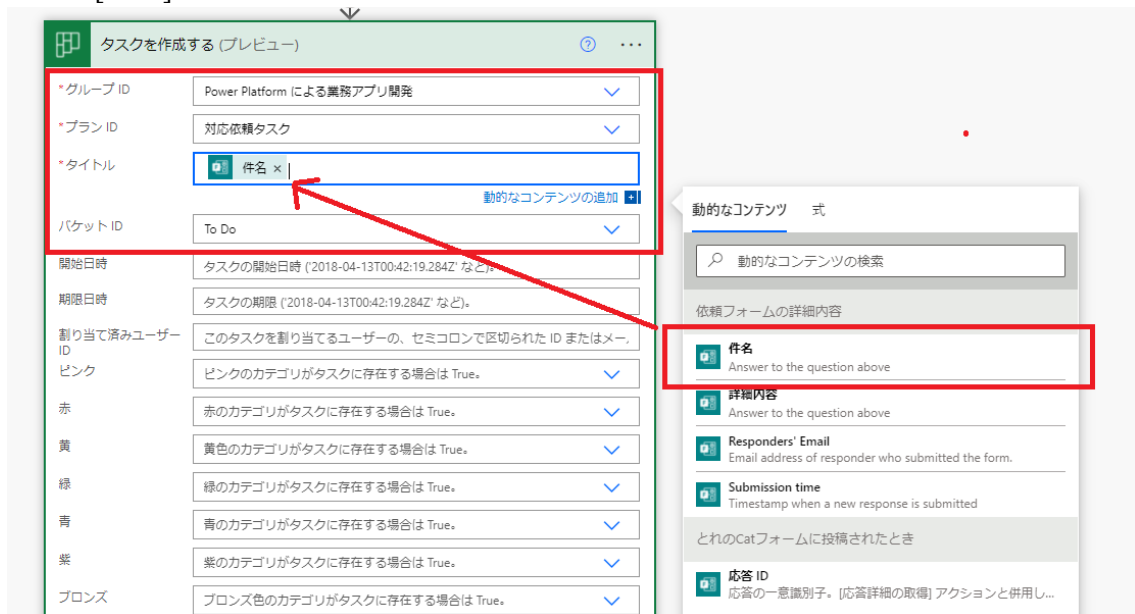 タスクを作成する (プレビュー)
*グループ ID
Power Platform による業務アプリ開発
*プラン ID
対応依頼タスク
*タイトル
件名 ×
動的なコンテンツの追加
バケット ID
To Do
開始日時
タスクの開始日時 ('2018-04-13T00:42:19.284Z' など)。
期限日時
タスクの期限 ('2018-04-13T00:42:19.284Z' など)。
割り当て済みユーザー
ID
このタスクを割り当てるユーザーの、セミコロンで区切られた ID またはメー
ピンク
ピンクのカテゴリがタスクに存在する場合は True。
赤
赤のカテゴリがタスクに存在する場合は True。
黄
黄色のカテゴリがタスクに存在する場合は True。
緑
緑のカテゴリがタスクに存在する場合は True。
青
青のカテゴリがタスクに存在する場合は True。
紫
紫のカテゴリがタスクに存在する場合は True。
ブロンズ
ブロンズ色のカテゴリがタスクに存在する場合は True。
動的なコンテンツ 式
動的なコンテンツの検索
依頼フォームの詳細内容
件名
Answer to the question above
詳細内容
Answer to the question above
Responders' Email
Email address of responder who submitted the form.
Submission time
Timestamp when a new response is submitted
とれのCatフォームに投稿されたとき
応答 ID
応答の一意識別子。[応答詳細の取得] アクションと併用し...